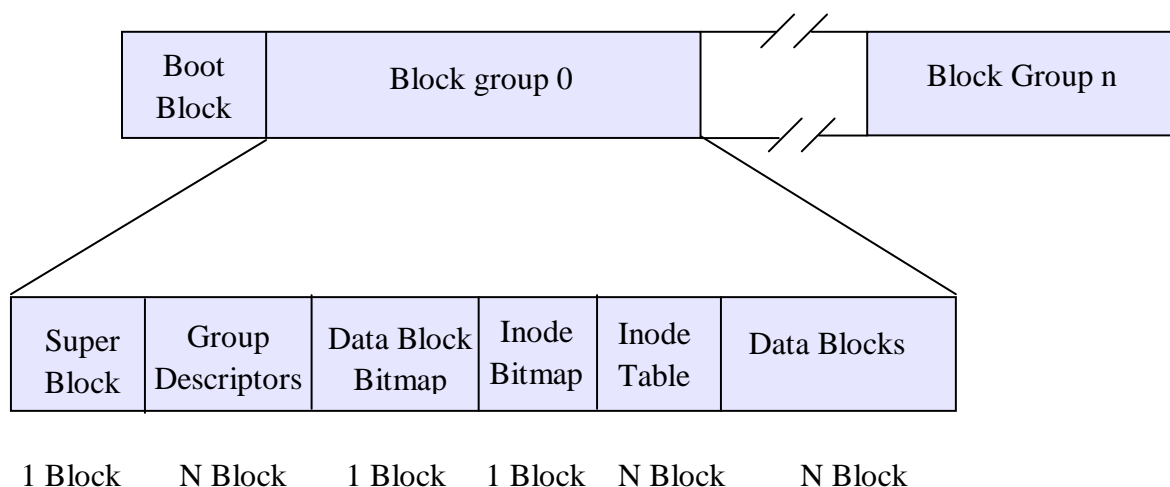 Boot
Block
Block group 0
Block Group n
Super
Block
Group
Descriptors
Data Block
Bitmap
Inode
Bitmap
Inode
Table
Data Blocks
1 Block
N Block
1 Block
1 Block
N Block
N Block